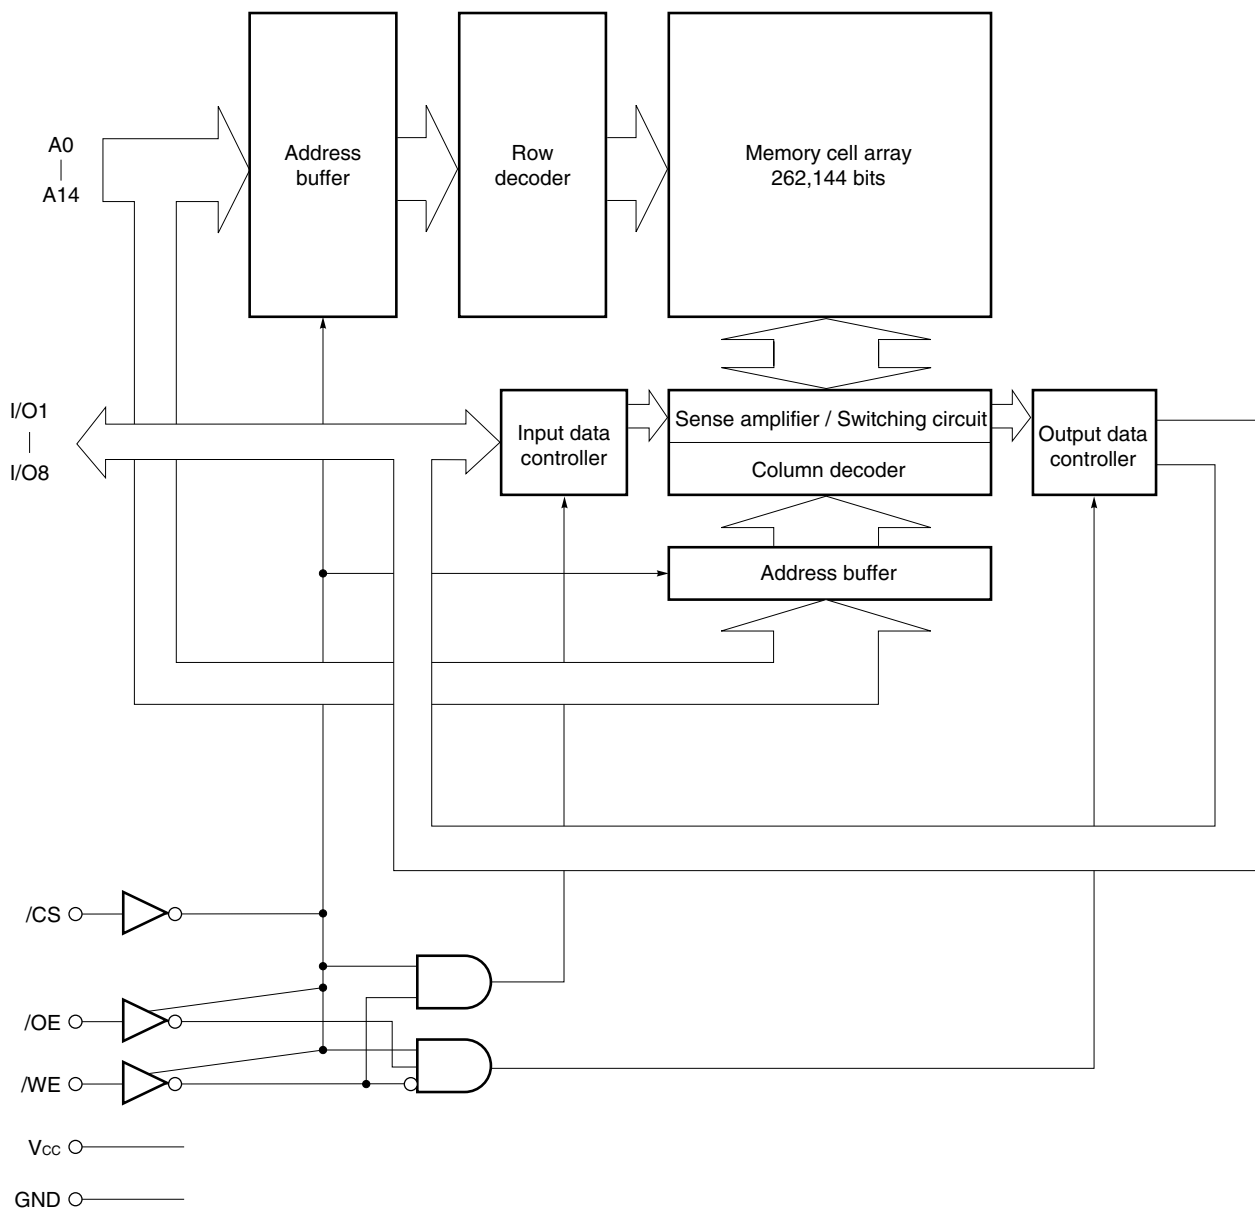 A0
A14
Address
buffer
Row
decoder
Memory cell array
262,144 bits
I/O1
I/O8
Input data
controller
Sense amplifier / Switching circuit
Column decoder
Output data
controller
Address buffer
/CS
/OE
/WE
VCC
GND